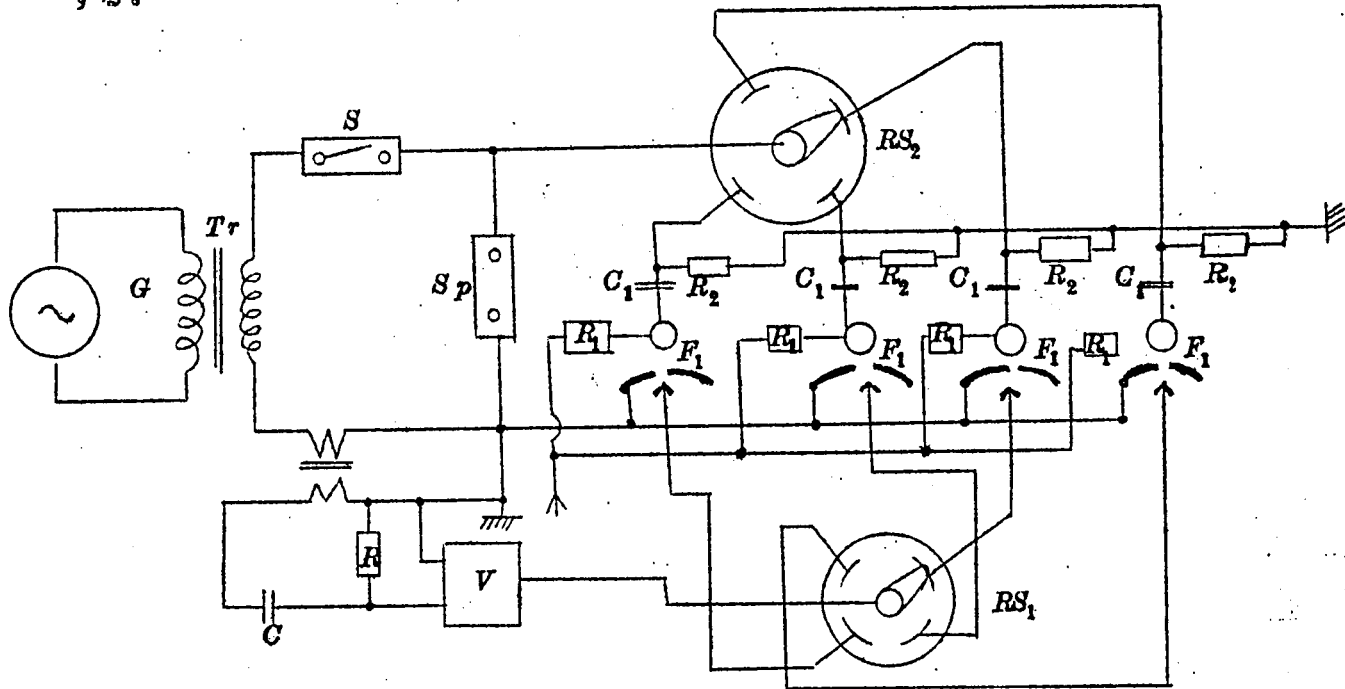 S
RS₂
Tr
G
Sp
C₁ R₂ C₁ R₂ C₁ R₂ C₁ R₂
R₁ F₁ R₁ F₁ R₁ F₁ R₁ F₁
R
V
RS₁
C